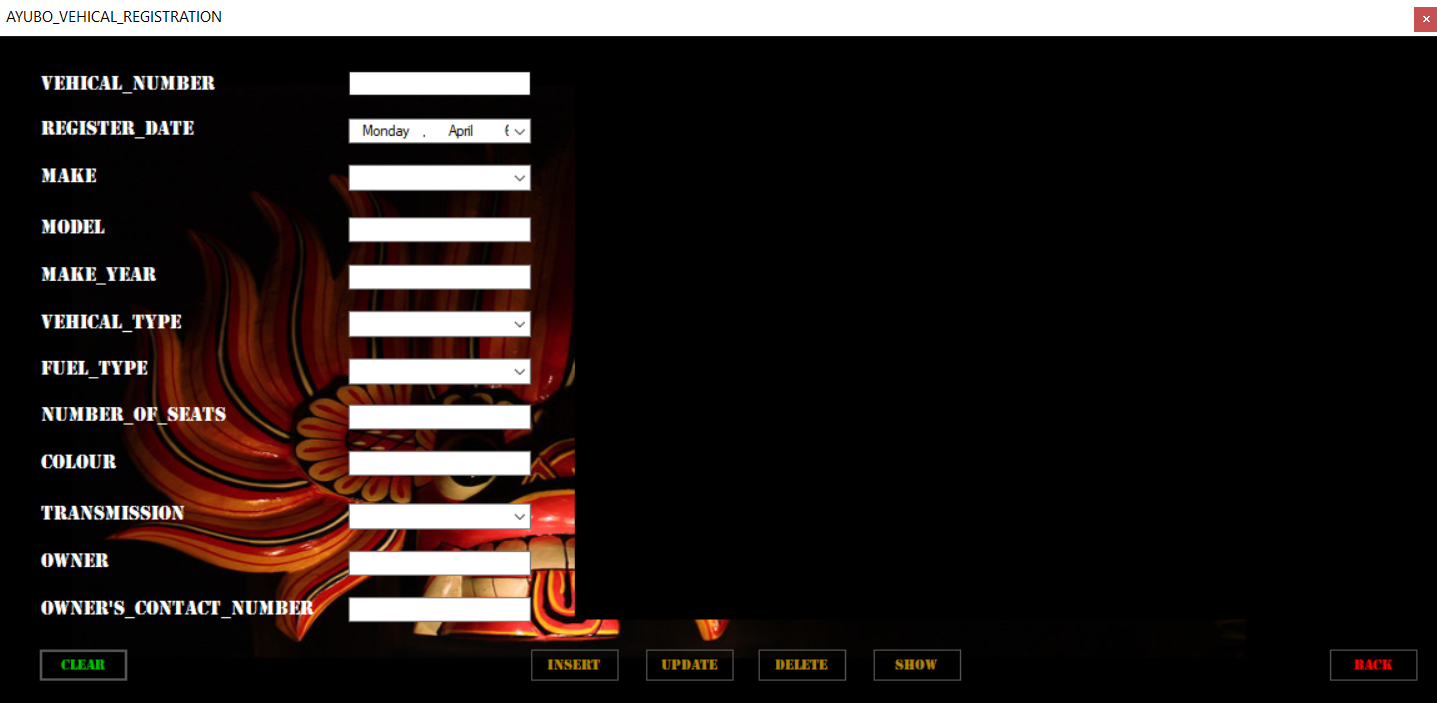 AYUBO_VEHICAL_REGISTRATION
VEHICAL_NUMBER
REGISTER_DATE Monday , April 6
MAKE
MODEL
MAKE_YEAR
VEHICAL_TYPE
FUEL_TYPE
NUMBER_OF_SEATS
COLOUR
TRANSMISSION
OWNER
OWNER'S_CONTACT_NUMBER
CLEAR INSERT UPDATE DELETE SHOW BACK